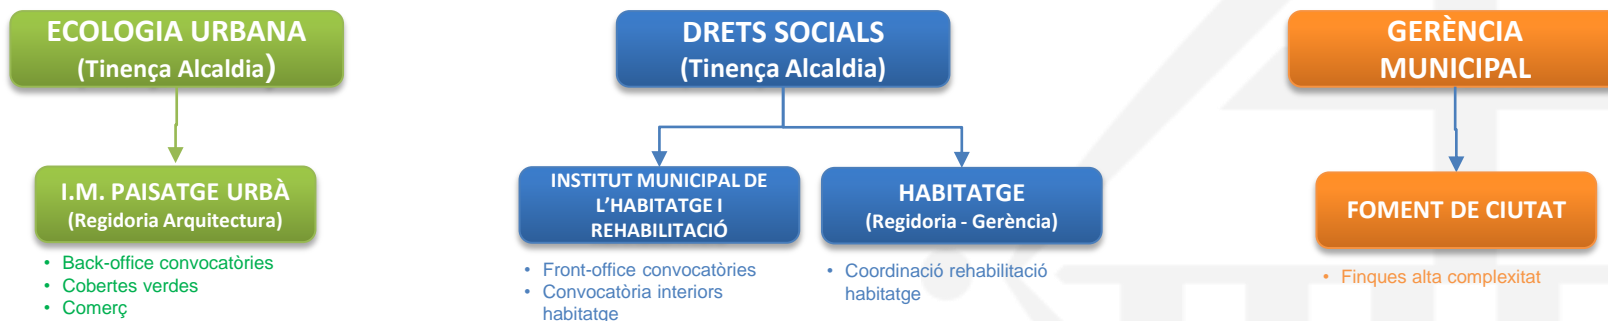 ECOLOGIA URBANA
(Tinença Alcaldia)
I.M. PAISATGE URBÀ
(Regidoria Arquitectura)
• Back-office convocatòries
• Cobertes verdes
• Comerç
DRETS SOCIALS
(Tinença Alcaldia)
INSTITUT MUNICIPAL DE
L'HABITATGE I
REHABILITACIÓ
• Front-office convocatòries
• Convocatòria interiors
habitatge
HABITATGE
(Regidoria - Gerència)
• Coordinació rehabilitació
habitatge
GERÈNCIA
MUNICIPAL
FOMENT DE CIUTAT
• Finques alta complexitat